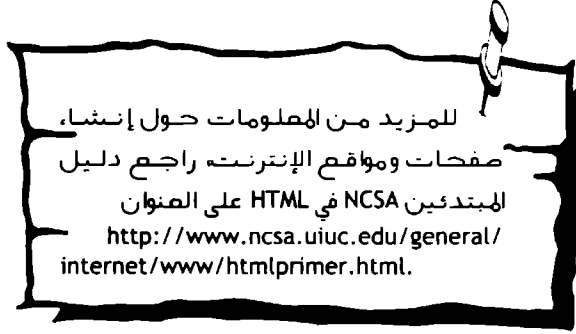 للمزيد من المعلومات حول إنشاء،
صفحات ومواقع الإنترنت، راجع دليل
المبتدئين NCSA في HTML على العنوان
http://www.ncsa.uiuc.edu/general/
internet/www/htmlprimer.html.